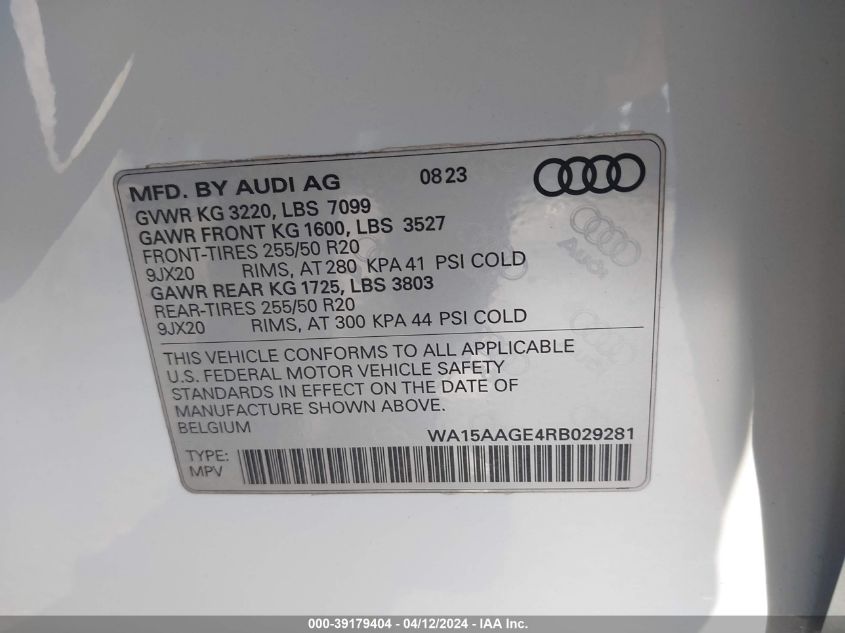 MFD. BY AUDI AG 0823
GVWR KG 3220, LBS 7099
GAWR FRONT KG 1600, LBS 3527
FRONT-TIRES 255/50 R20
9JX20 RIMS, AT 280 KPA 41 PSI COLD
GAWR REAR KG 1725, LBS 3803
REAR-TIRES 255/50 R20
9JX20 RIMS, AT 300 KPA 44 PSI COLD
Audi
THIS VEHICLE CONFORMS TO ALL APPLICABLE
U.S. FEDERAL MOTOR VEHICLE SAFETY
STANDARDS IN EFFECT ON THE DATE OF
MANUFACTURE SHOWN ABOVE.
BELGIUM
WA15AAGE4RB029281
TYPE:
MPV
000-39179404 - 04/12/2024 - IAA Inc.